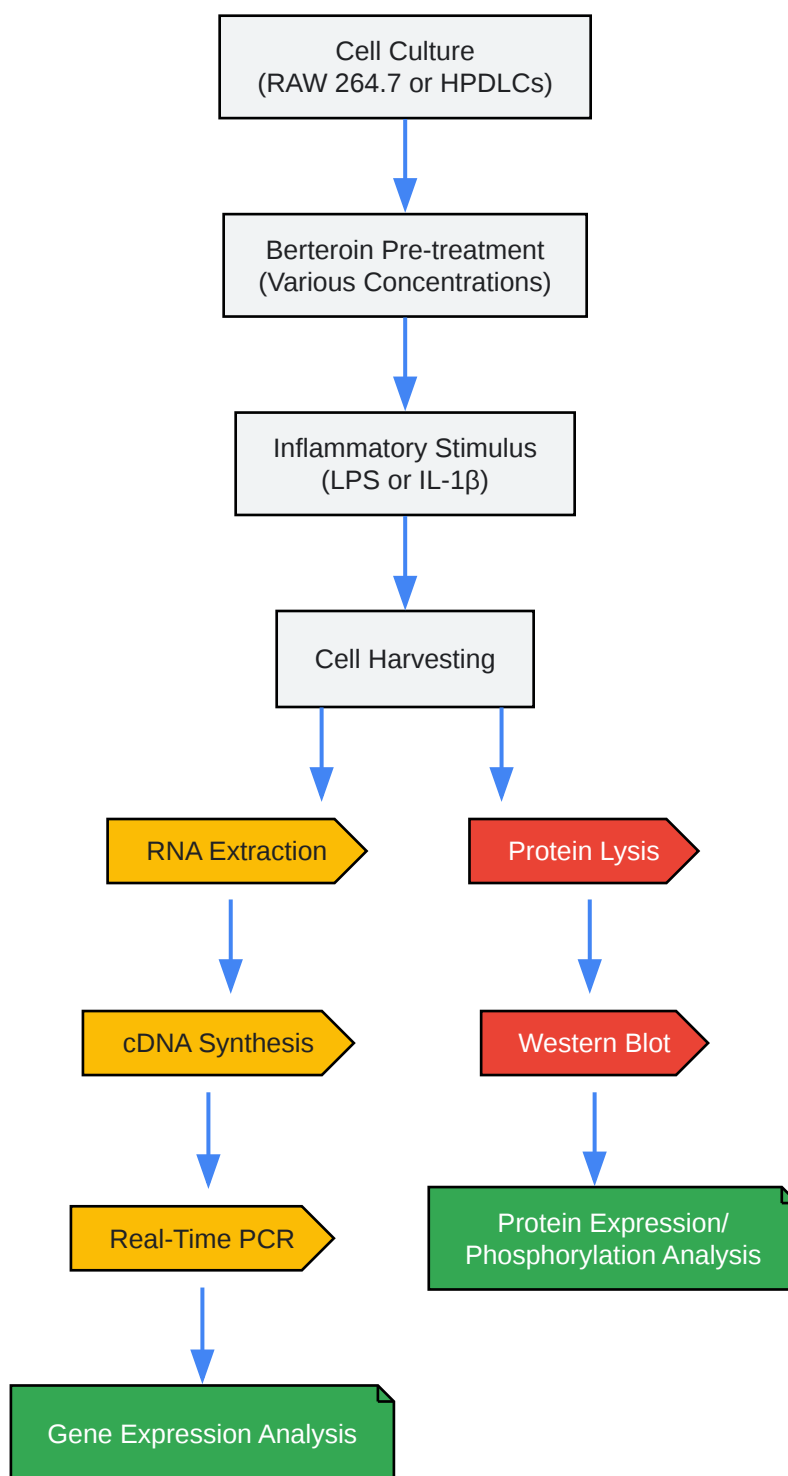 Cell Culture
(RAW 264.7 or HPDLCs)
Berteroin Pre-treatment
(Various Concentrations)
Inflammatory Stimulus
(LPS or IL-1β)
Cell Harvesting
RNA Extraction
Protein Lysis
cDNA Synthesis
Western Blot
Real-Time PCR
Protein Expression/
Phosphorylation Analysis
Gene Expression Analysis